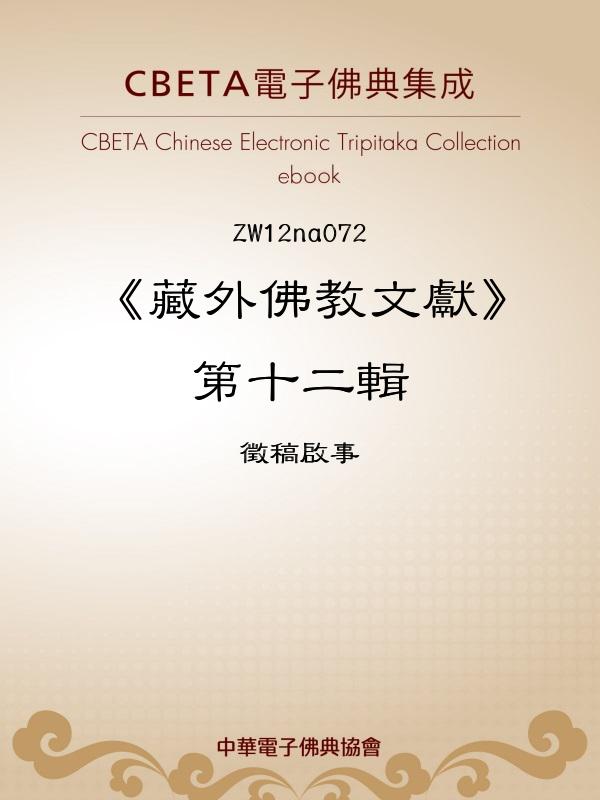 CBETA電子佛典集成
CBETA Chinese Electronic Tripitaka Collection
ebook
ZW12na072
《藏外佛教文獻》
第十二輯
徵稿啟事
中華電子佛典協會